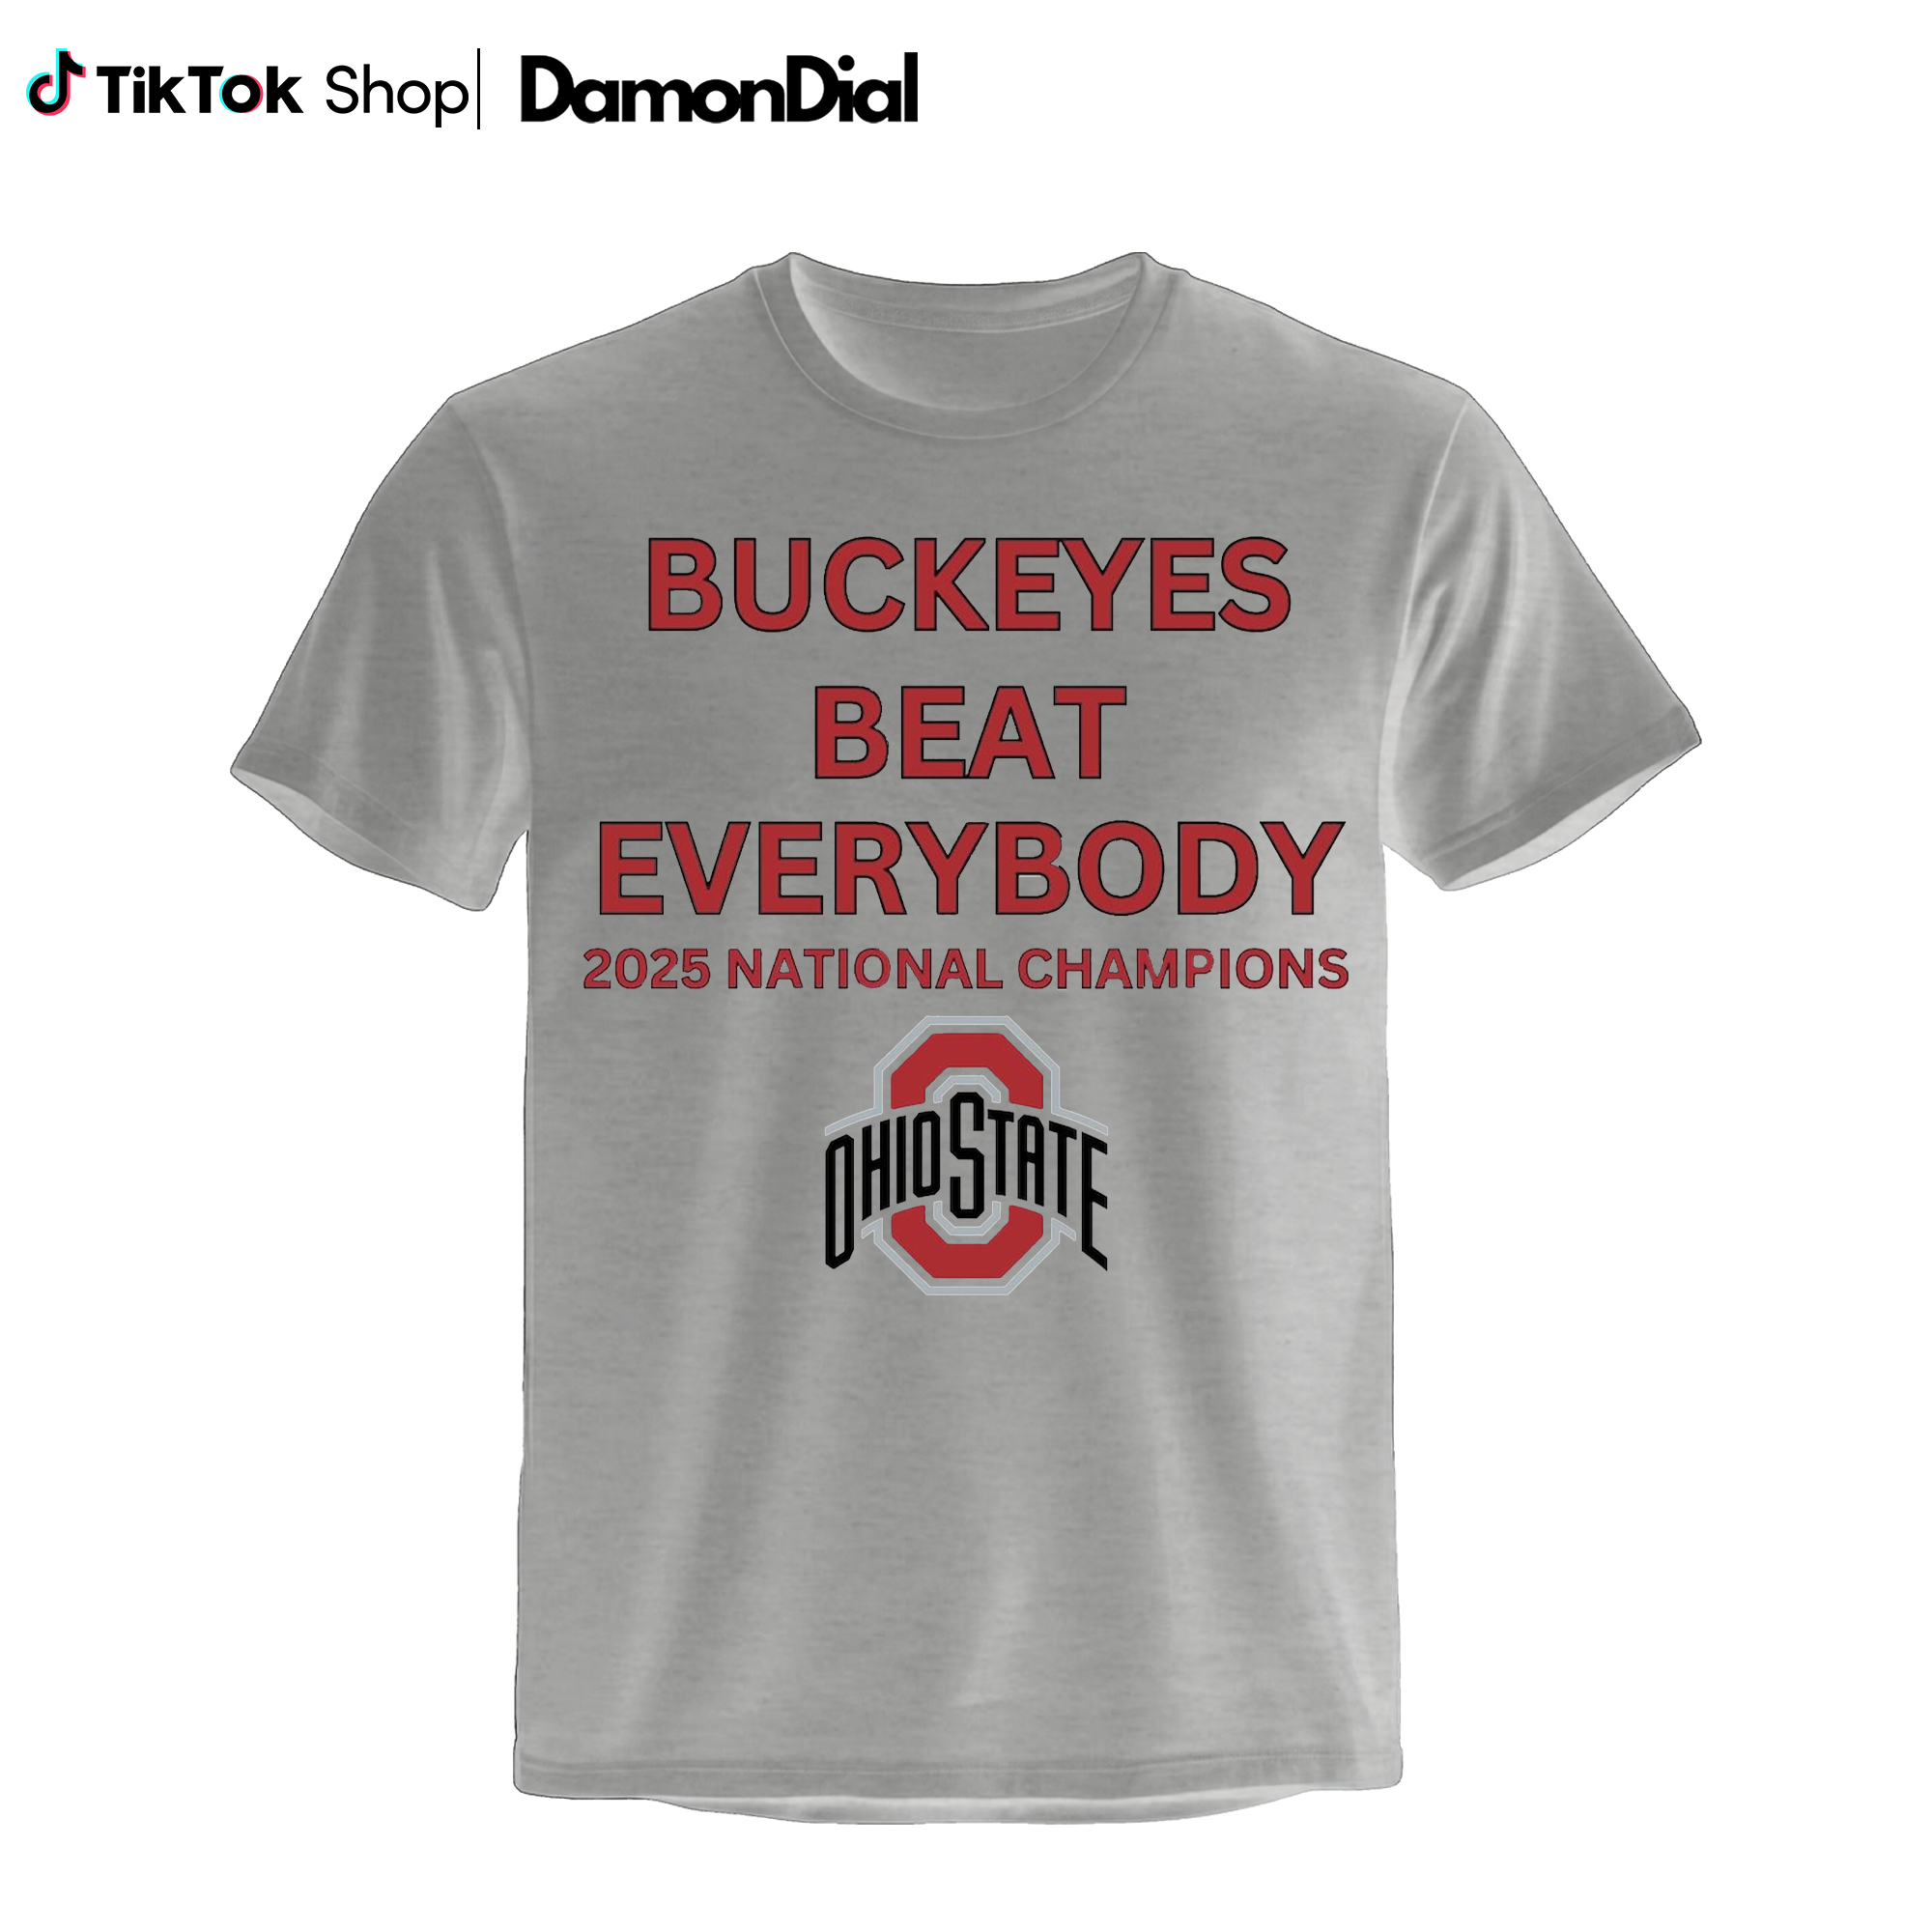 TikTok Shop | DamonDial
BUCKEYES
BEAT
EVERYBODY
2025 NATIONAL CHAMPIONS
OHIO STATE